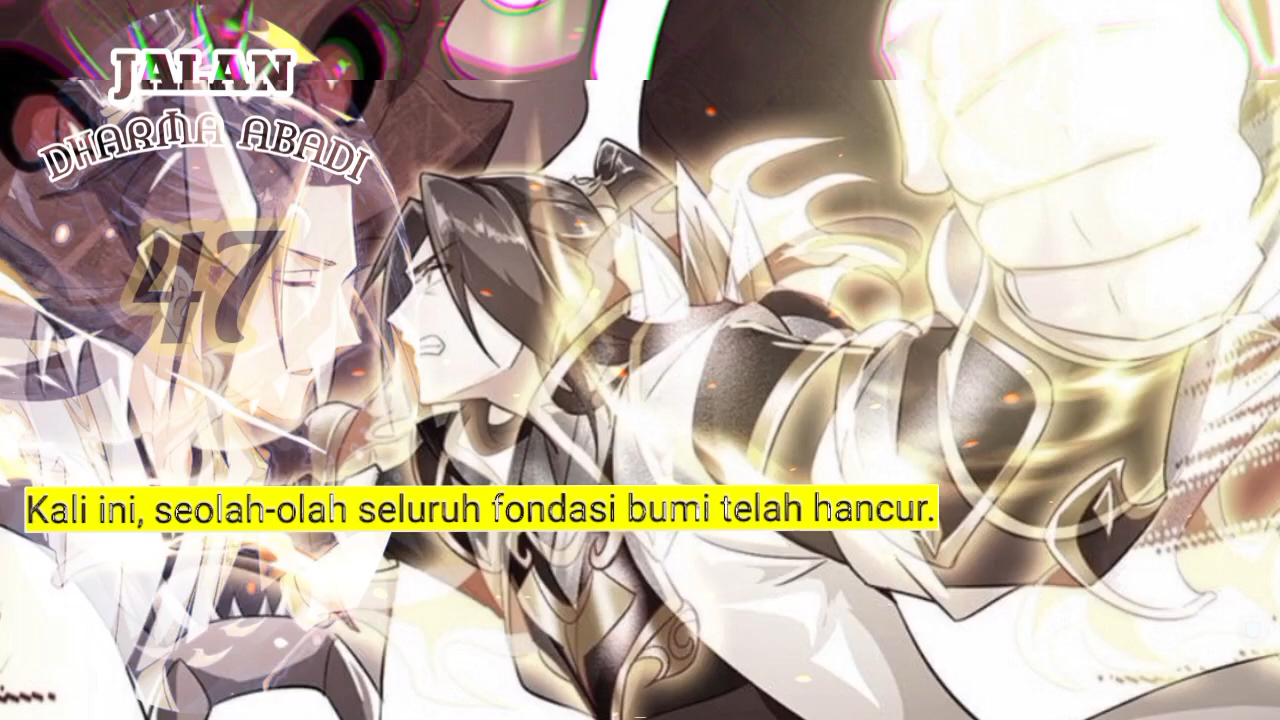 JALAN
DHARMA ABADI
47
Kali ini, seolah-olah seluruh fondasi bumi telah hancur.